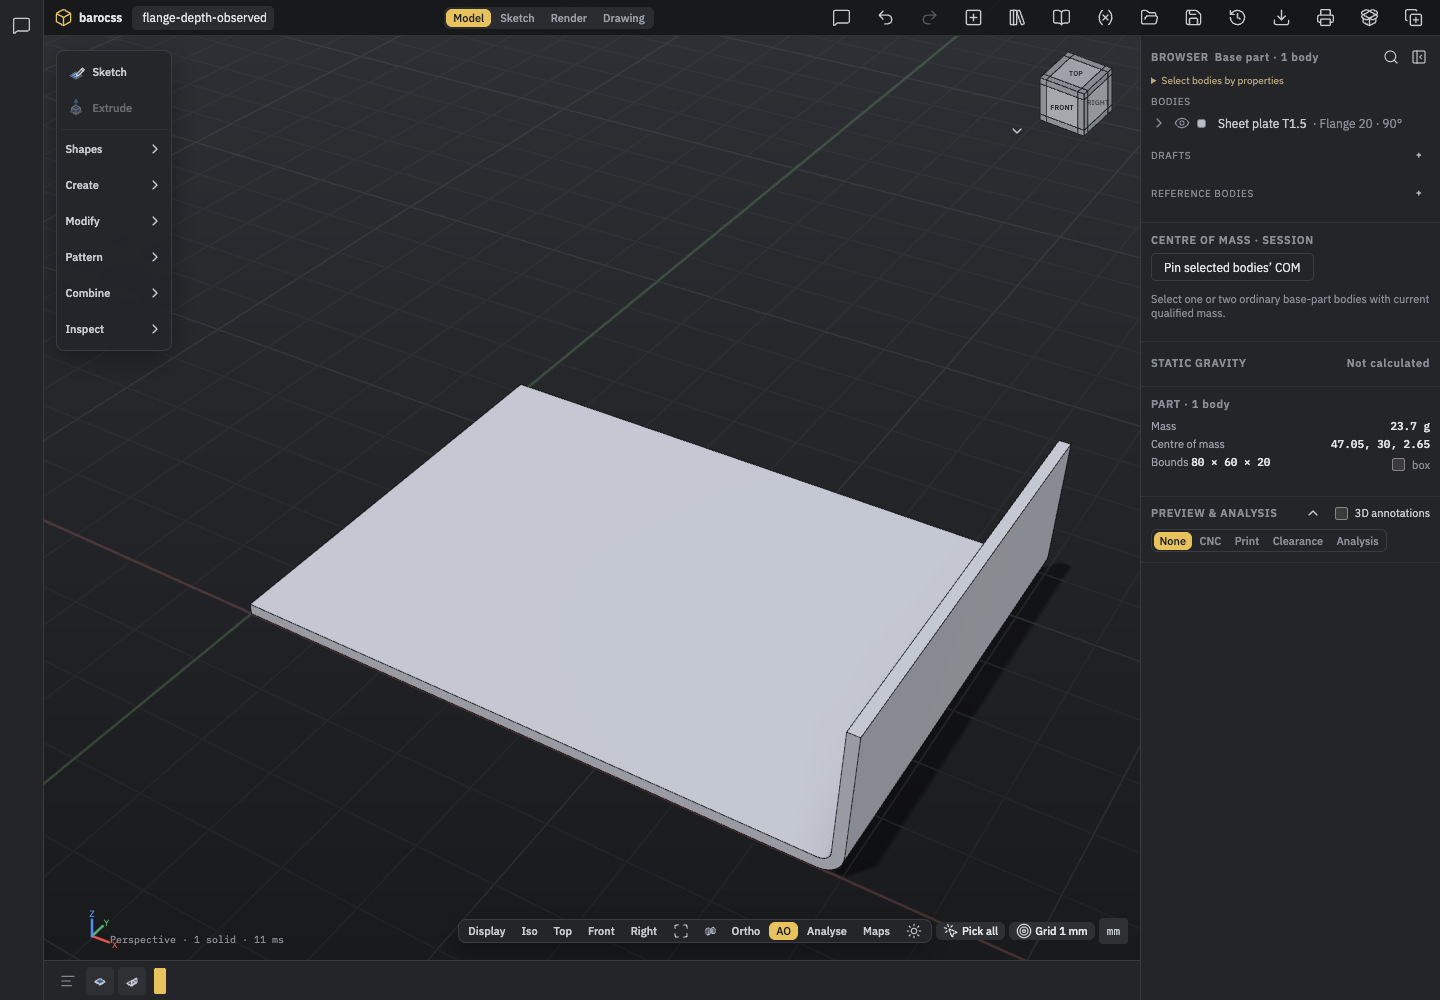 barocss
flange-depth-observed
Model
Sketch
Render
Drawing
Sketch
Extrude
Shapes
Create
Modify
Pattern
Combine
Inspect
TOP
FRONT
RIGHT
BROWSER Base part · 1 body
Select bodies by properties
BODIES
Sheet plate T1.5 · Flange 20 · 90°
DRAFTS
REFERENCE BODIES
CENTRE OF MASS · SESSION
Pin selected bodies’ COM
Select one or two ordinary base-part bodies with current
qualified mass.
STATIC GRAVITY Not calculated
PART · 1 body
Mass 23.7 g
Centre of mass 47.05, 30, 2.65
Bounds 80 × 60 × 20 box
PREVIEW & ANALYSIS 3D annotations
None CNC Print Clearance Analysis
Z
Y
X
Perspective · 1 solid · 11 ms
Display Iso Top Front Right Ortho AO Analyse Maps Pick all Grid 1 mm mm